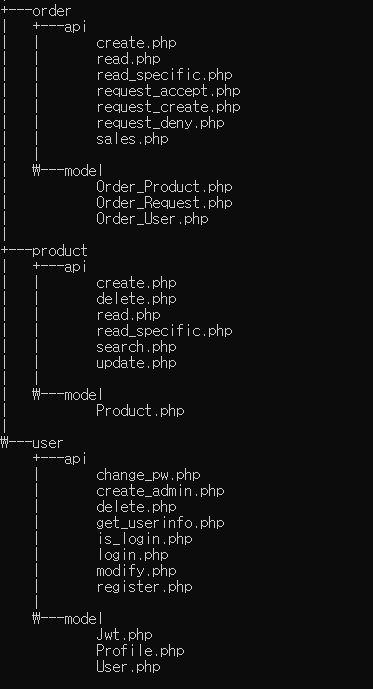 +---order
|   +---api
|   |       create.php
|   |       read.php
|   |       read_specific.php
|   |       request_accept.php
|   |       request_create.php
|   |       request_deny.php
|   |       sales.php
|   |
|   ₩---model
|           Order_Product.php
|           Order_Request.php
|           Order_User.php
|
+---product
|   +---api
|   |       create.php
|   |       delete.php
|   |       read.php
|   |       read_specific.php
|   |       search.php
|   |       update.php
|   |
|   ₩---model
|           Product.php
|
₩---user
    +---api
    |       change_pw.php
    |       create_admin.php
    |       delete.php
    |       get_userinfo.php
    |       is_login.php
    |       login.php
    |       modify.php
    |       register.php
    |
    ₩---model
            Jwt.php
            Profile.php
            User.php